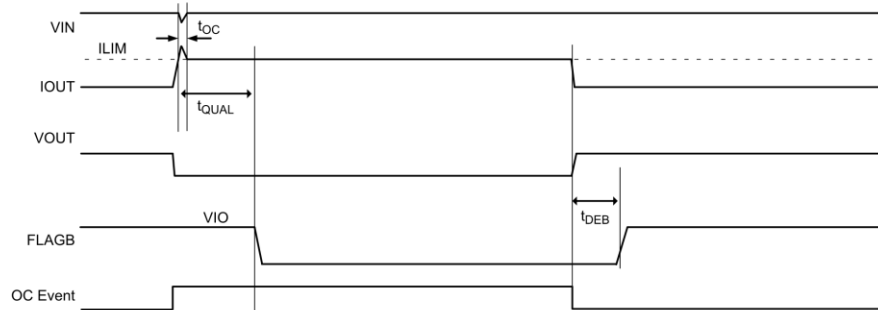 VIN
tOC
ILIM
IOUT
tQUAL
VOUT
VIO
tDEB
FLAGB
OC Event